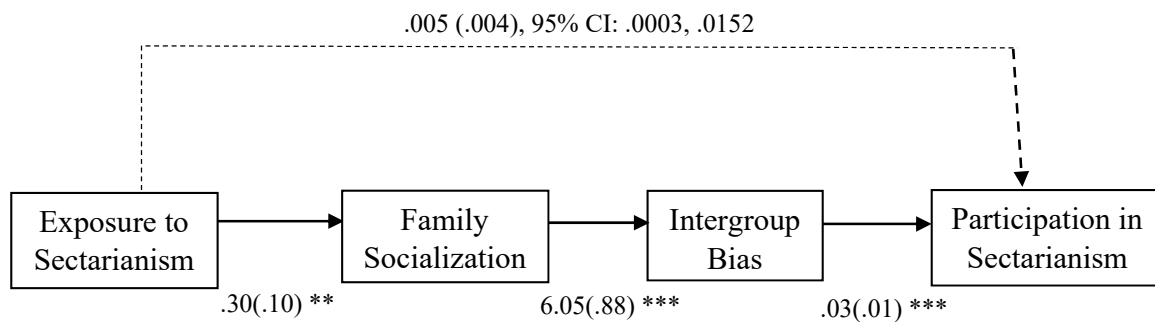 .005 (.004), 95% CI: .0003, .0152
Exposure to
Sectarianism
Family
Socialization
Intergroup
Bias
Participation in
Sectarianism
.30(.10) **
6.05(.88) ***
.03(.01) ***